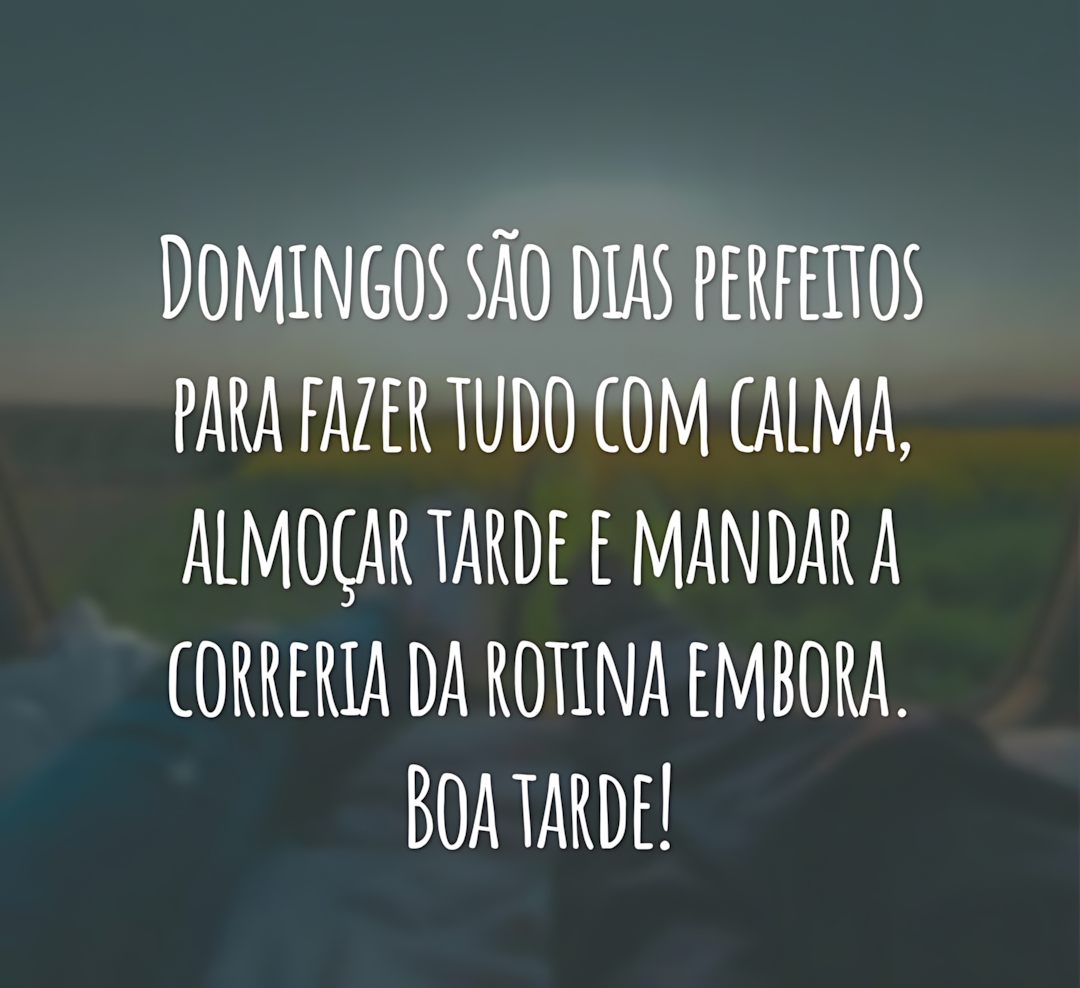 Domingos são dias perfeitos
para fazer tudo com calma,
almoçar tarde e mandar a
correria da rotina embora.
Boa tarde!